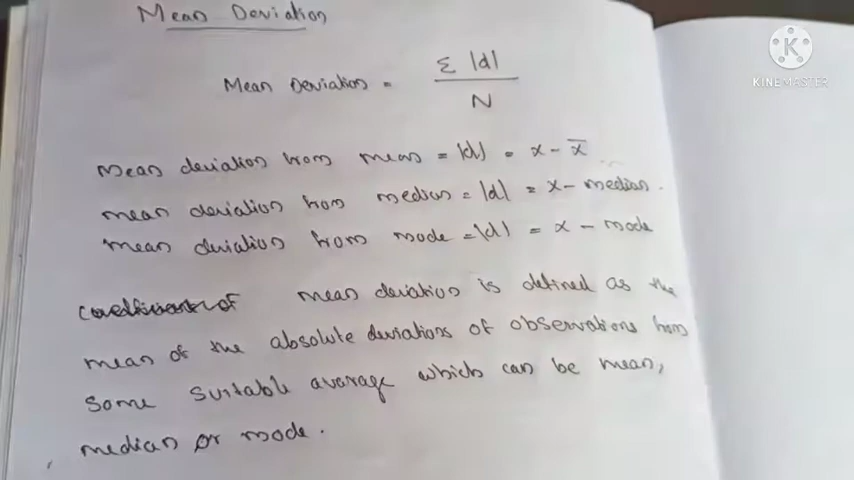 Mean Deviation
Mean Deviation = Σ |d| / N
Mean deviation from mean = |d| = x - x̄
mean deviation from median = |d| = x - median.
mean deviation from mode = |d| = x - mode
mean deviation is defined as the
mean of the absolute deviations of observations from
some suitable average which can be mean,
median or mode.
KINEMASTER